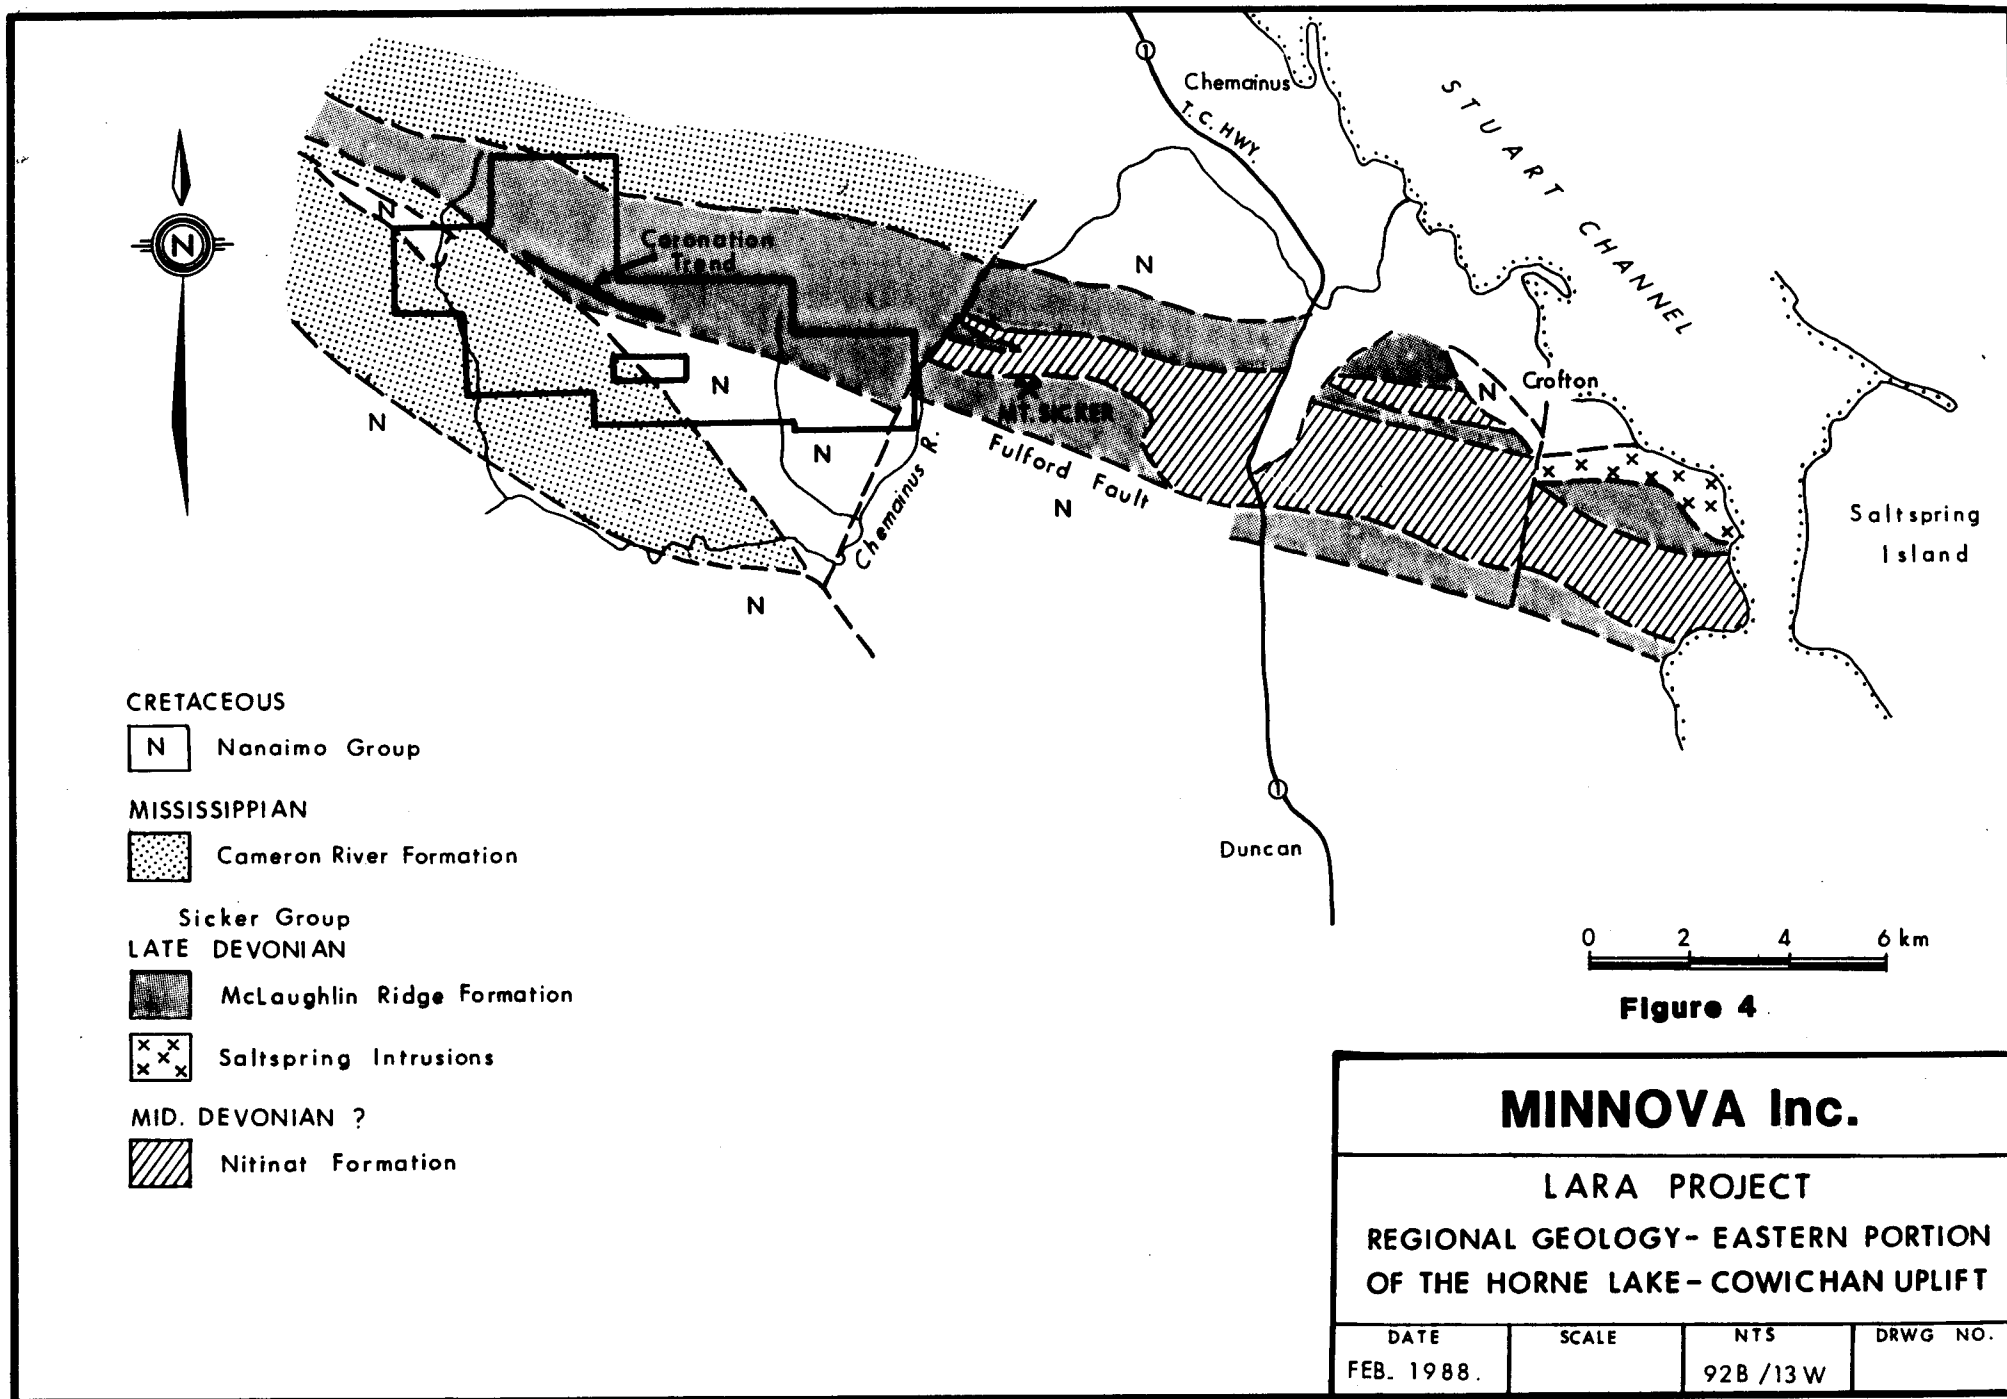 1
Chemainus
T. C. HWY.
STUART CHANNEL
N
N
Coronation
Trend
N
N
N
Crofton
N
N
MT. SICKER
N
Fulford Fault
N
Chemainus R.
Saltspring
Island
N
CRETACEOUS
N Nanaimo Group
MISSISSIPPIAN
Cameron River Formation
Sicker Group
LATE DEVONIAN
McLaughlin Ridge Formation
Saltspring Intrusions
MID. DEVONIAN ?
Nitinat Formation
1
Duncan
0 2 4 6 km
Figure 4
MINNOVA Inc.
LARA PROJECT
REGIONAL GEOLOGY- EASTERN PORTION
OF THE HORNE LAKE- COWICHAN UPLIFT
DATE SCALE NTS DRWG NO.
FEB. 1988. 92B /13W